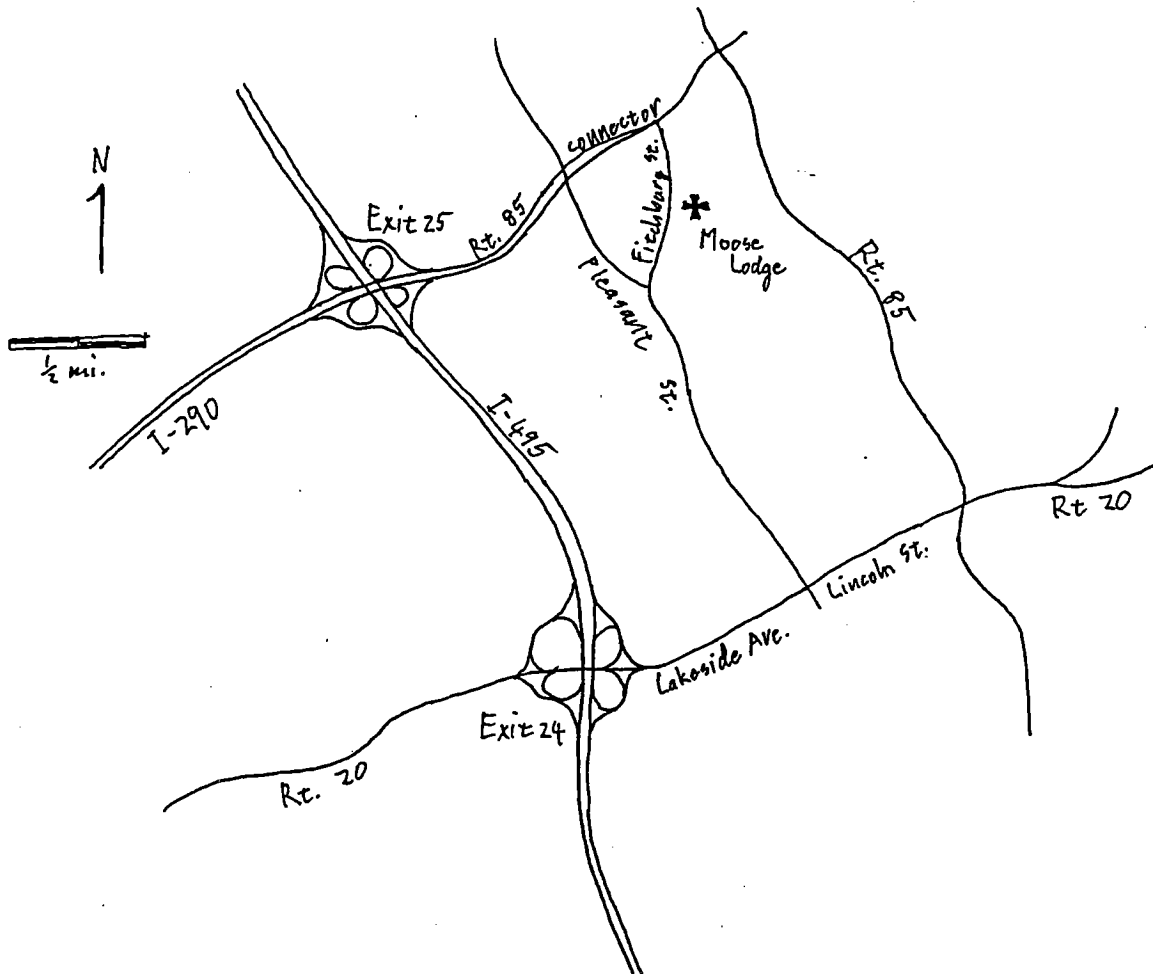 N
Exit 25
Rt. 85
connector
Fitchburg St.
Moose
Lodge
Pleasant St.
Rt. 85
½ mi.
I-290
I-495
Rt 20
Lincoln St.
Lakeside Ave.
Exit 24
Rt. 20